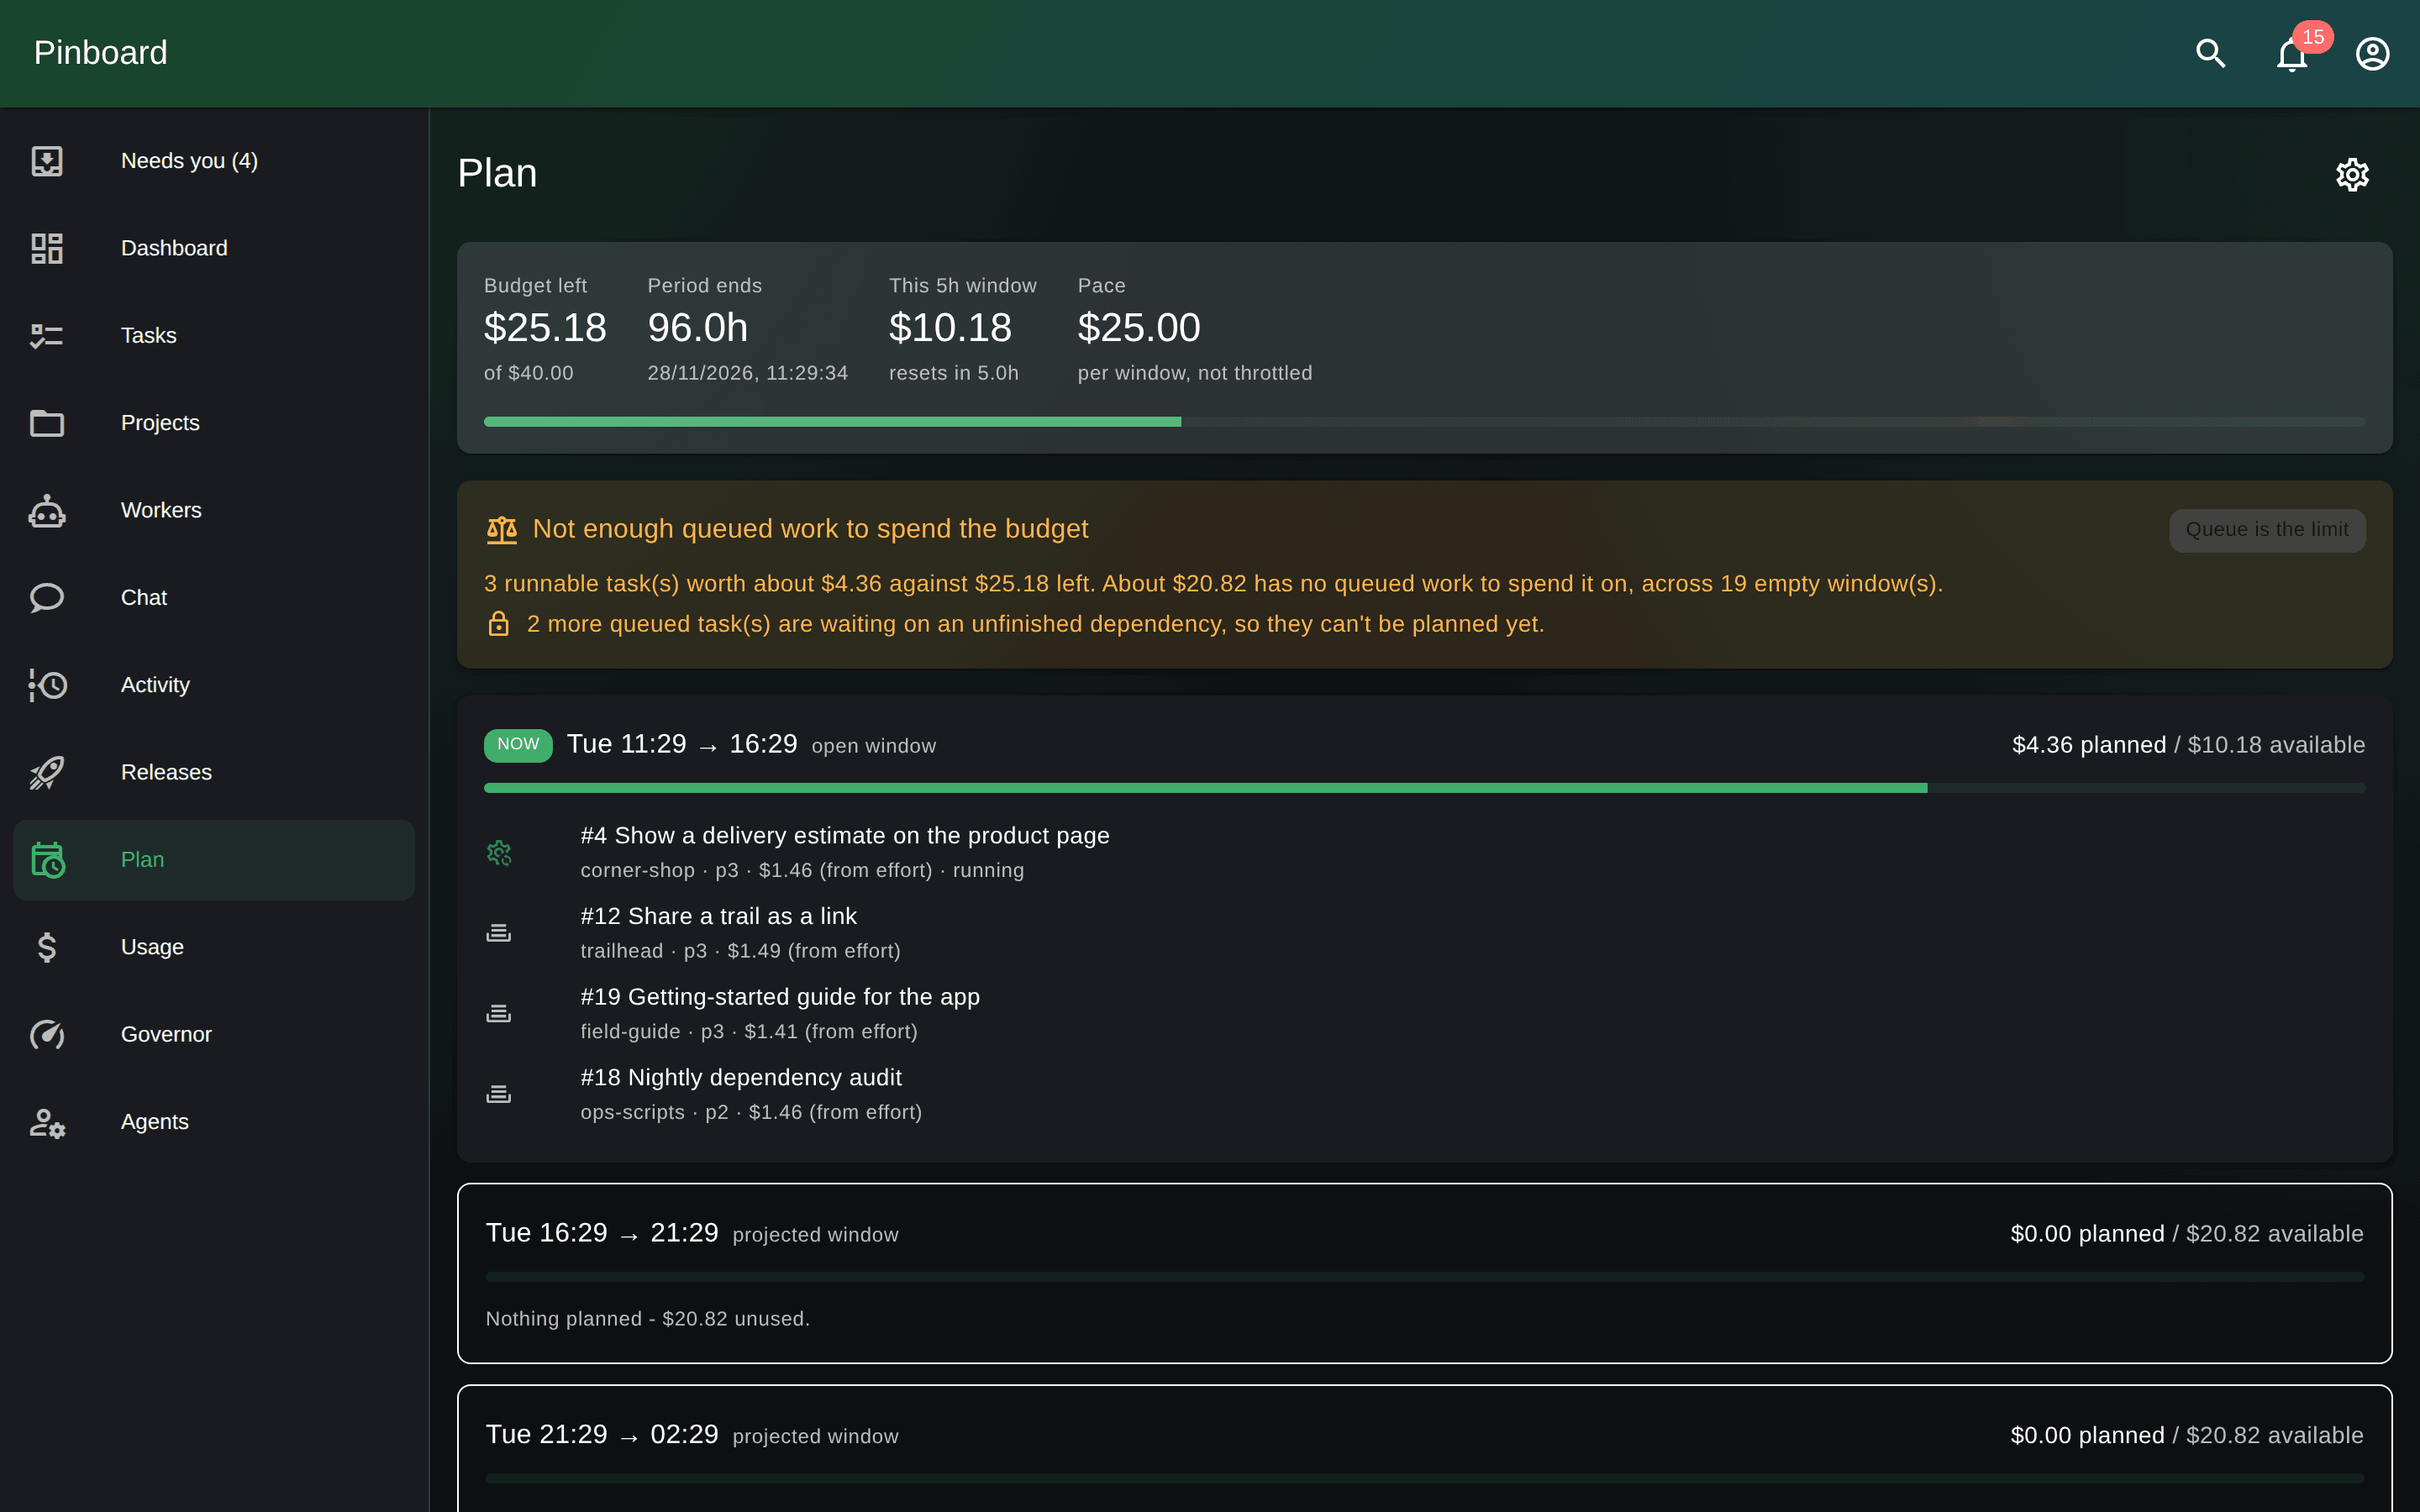 Pinboard
15
Needs you (4)
Dashboard
Tasks
Projects
Workers
Chat
Activity
Releases
Plan
Usage
Governor
Agents
Plan
Budget left
$25.18
of $40.00
Period ends
96.0h
28/11/2026, 11:29:34
This 5h window
$10.18
resets in 5.0h
Pace
$25.00
per window, not throttled
Not enough queued work to spend the budget
Queue is the limit
3 runnable task(s) worth about $4.36 against $25.18 left. About $20.82 has no queued work to spend it on, across 19 empty window(s).
2 more queued task(s) are waiting on an unfinished dependency, so they can't be planned yet.
NOW Tue 11:29 → 16:29 open window
$4.36 planned / $10.18 available
#4 Show a delivery estimate on the product page
corner-shop · p3 · $1.46 (from effort) · running
#12 Share a trail as a link
trailhead · p3 · $1.49 (from effort)
#19 Getting-started guide for the app
field-guide · p3 · $1.41 (from effort)
#18 Nightly dependency audit
ops-scripts · p2 · $1.46 (from effort)
Tue 16:29 → 21:29 projected window
$0.00 planned / $20.82 available
Nothing planned - $20.82 unused.
Tue 21:29 → 02:29 projected window
$0.00 planned / $20.82 available